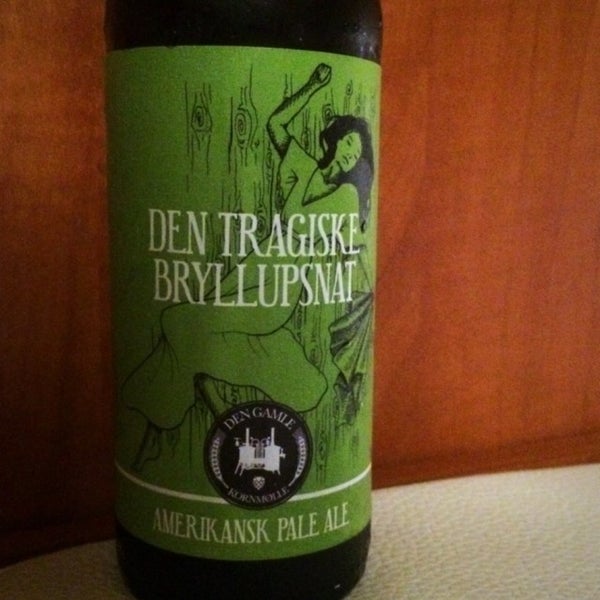 DEN TRAGISKE
BRYLLUPSNAT
DEN GAMLE
KORNMØLLE
AMERIKANSK PALE ALE